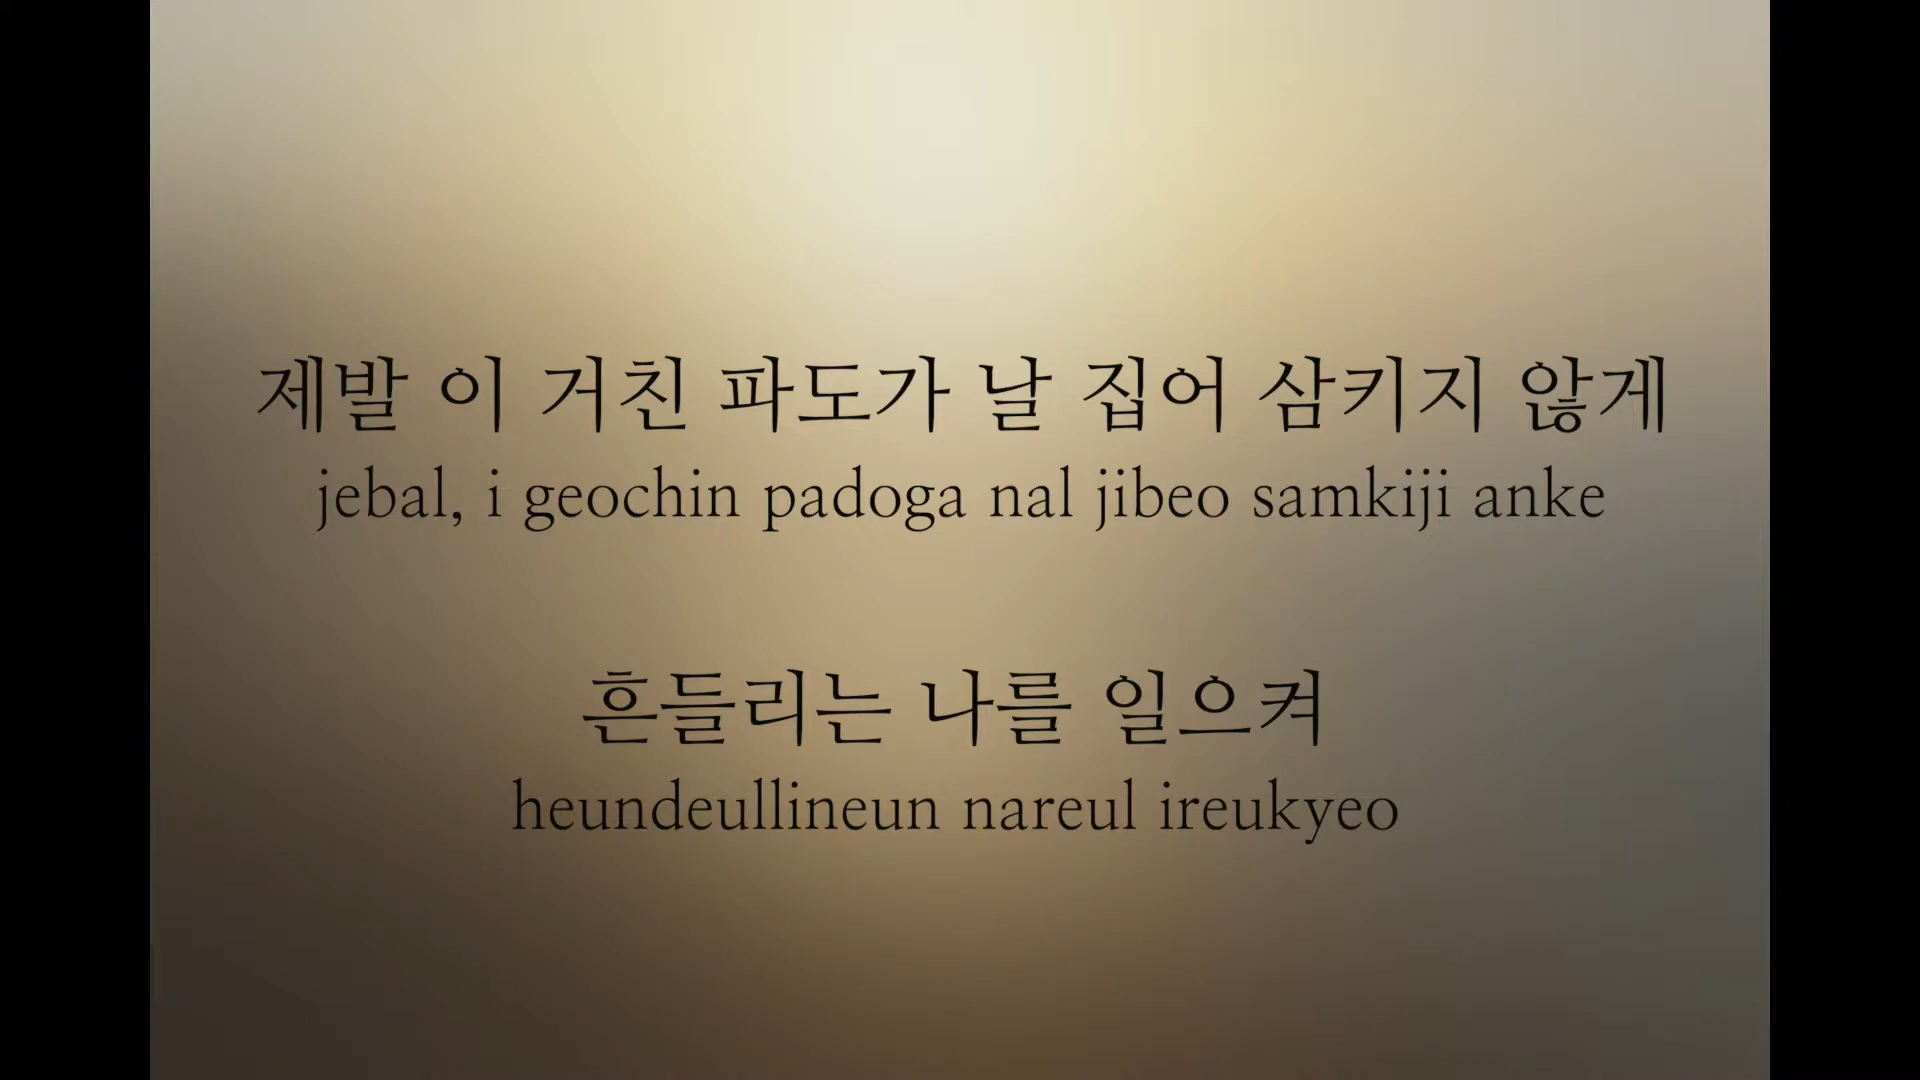 제발 이 거친 파도가 날 집어 삼키지 않게
jebal, i geochin padoga nal jibeo samkiji anke
흔들리는 나를 일으켜
heundeullineun nareul ireukyeo